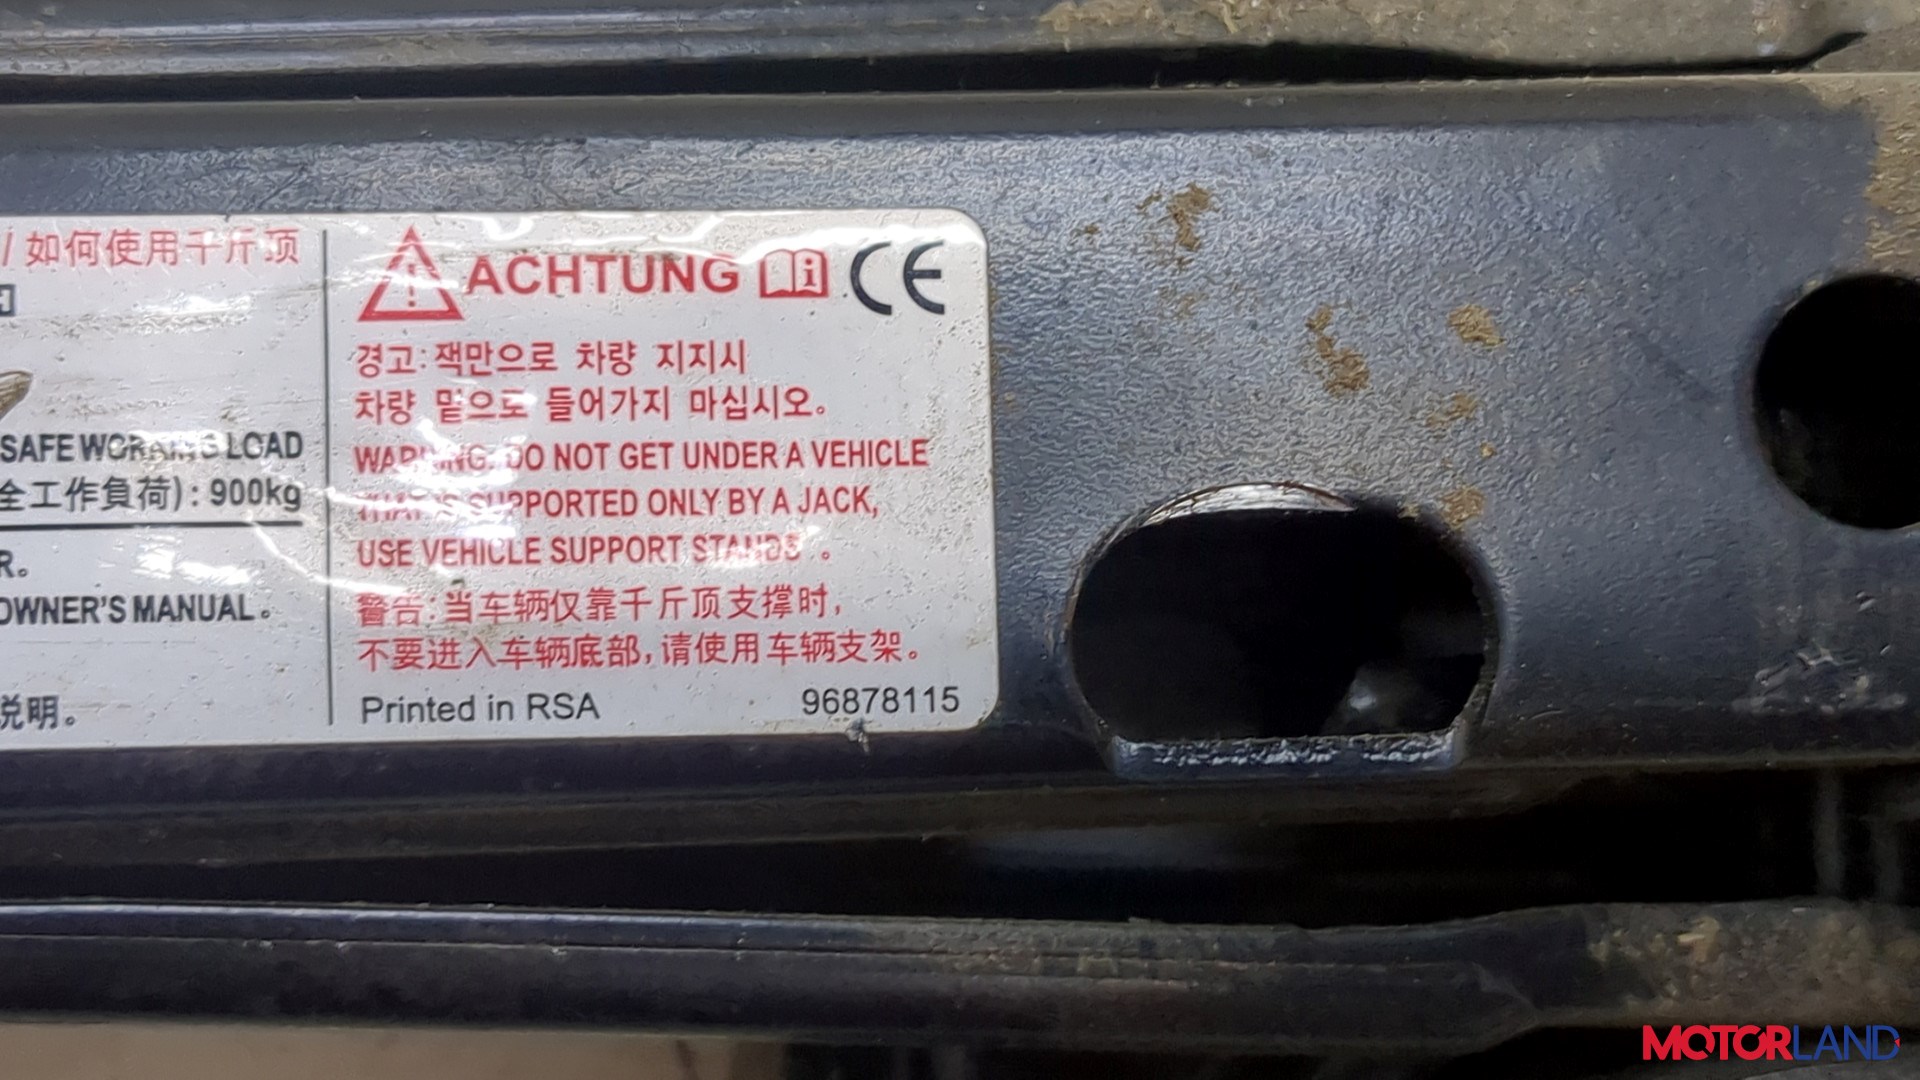 / 如何使用千斤顶
SAFE WORKING LOAD
全工作負荷) : 900kg
R。
OWNER'S MANUAL。
说明。
ACHTUNG CE
경고: 잭만으로 차량 지지시
차량 밑으로 들어가지 마십시오。
WARNING: DO NOT GET UNDER A VEHICLE
THAT IS SUPPORTED ONLY BY A JACK,
USE VEHICLE SUPPORT STANDS 。
警告: 当车辆仅靠千斤顶支撑时,
不要进入车辆底部, 请使用车辆支架。
Printed in RSA 96878115
MOTORLAND